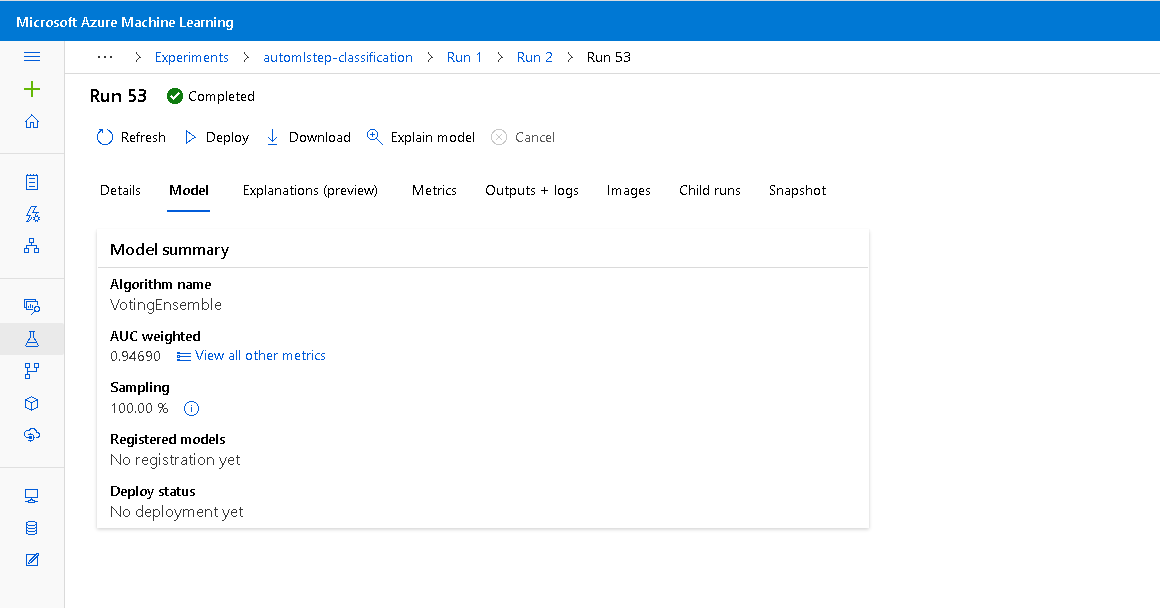 Microsoft Azure Machine Learning
··· > Experiments > automlstep-classification > Run 1 > Run 2 > Run 53
Run 53 Completed
Refresh Deploy Download Explain model Cancel
Details Model Explanations (preview) Metrics Outputs + logs Images Child runs Snapshot
Model summary
Algorithm name
VotingEnsemble
AUC weighted
0.94690 View all other metrics
Sampling
100.00 %
Registered models
No registration yet
Deploy status
No deployment yet